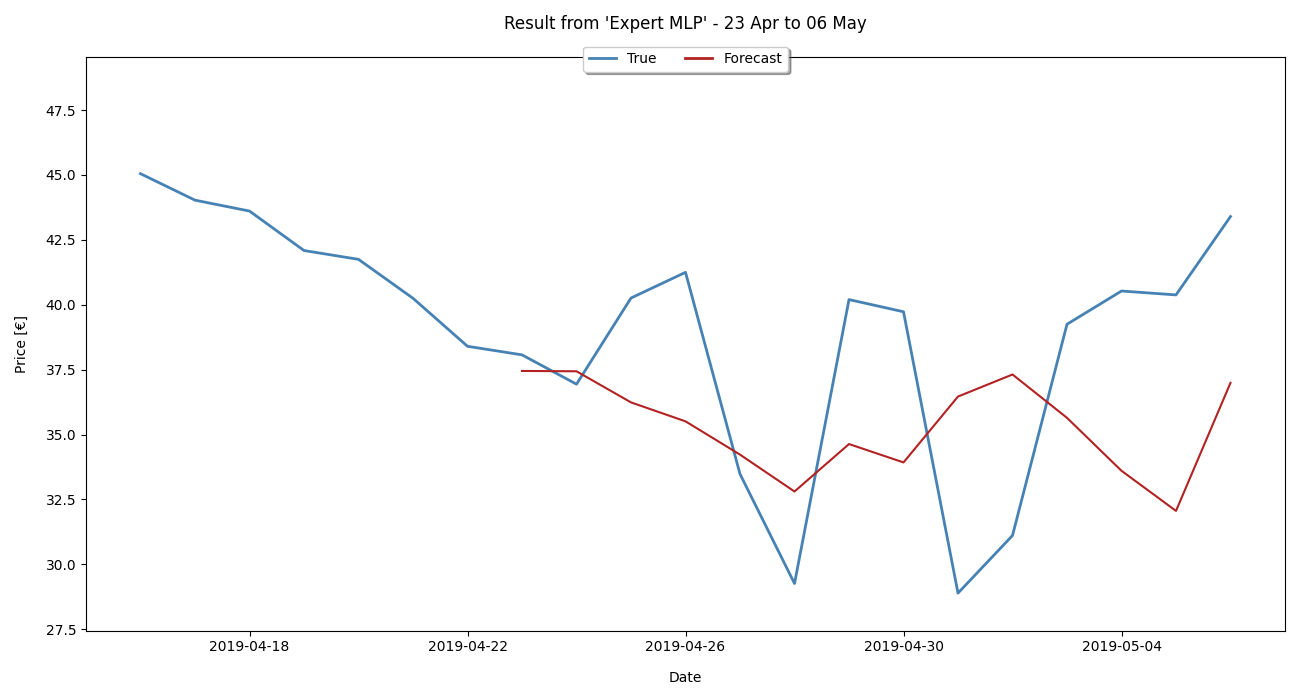 Result from 'Expert MLP' - 23 Apr to 06 May
True Forecast
47.5
45.0
42.5
40.0
37.5
35.0
32.5
30.0
27.5
Price [€]
2019-04-18 2019-04-22 2019-04-26 2019-04-30 2019-05-04
Date